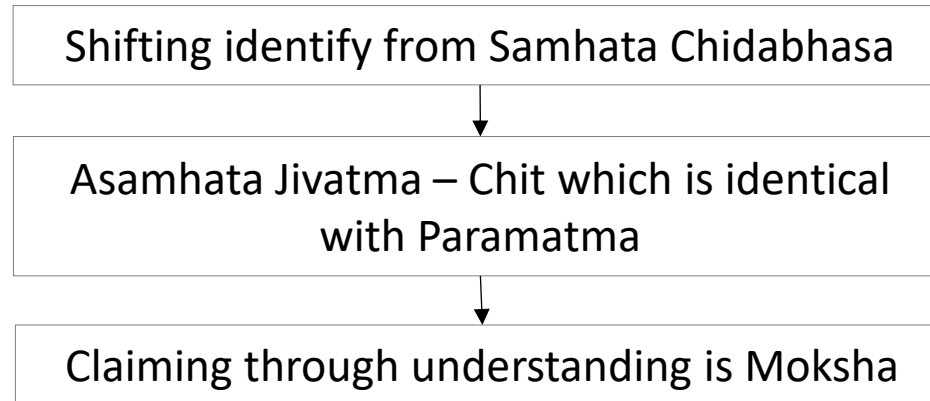 Shifting identify from Samhata Chidabhasa
Asamhata Jivatma – Chit which is identical
with Paramatma
Claiming through understanding is Moksha